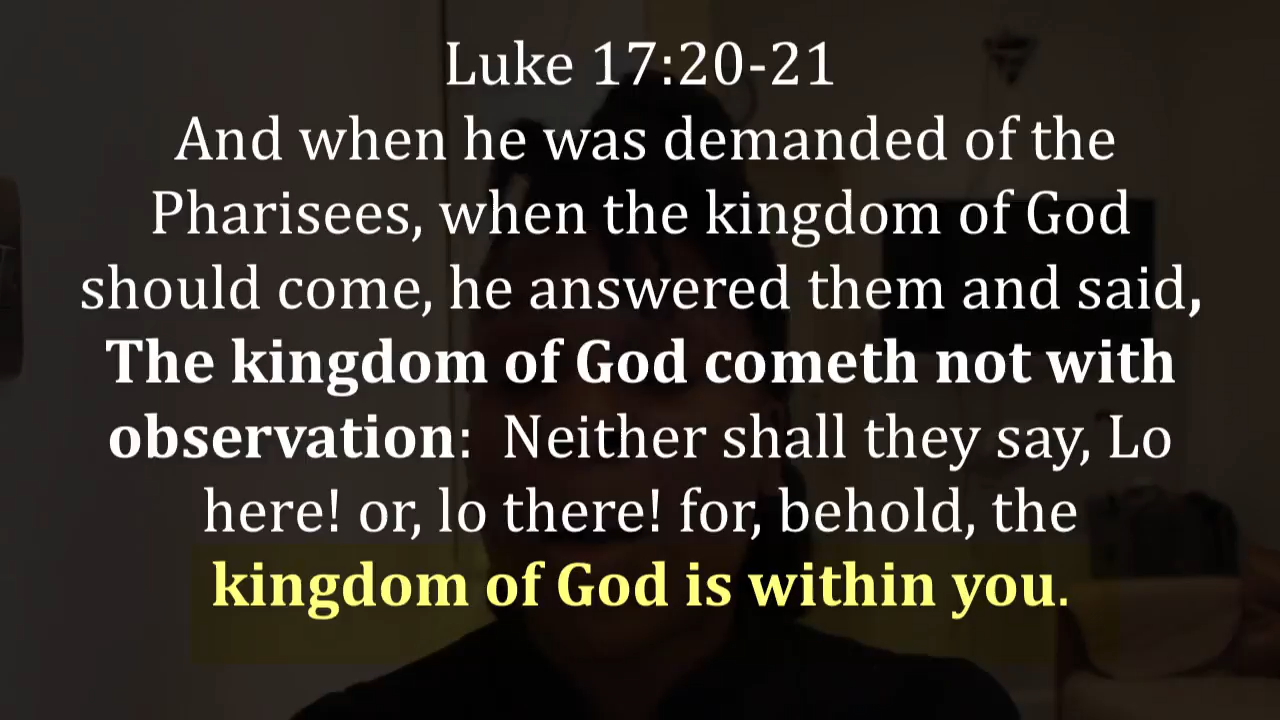 Luke 17:20-21
And when he was demanded of the
Pharisees, when the kingdom of God
should come, he answered them and said,
The kingdom of God cometh not with
observation:  Neither shall they say, Lo
here! or, lo there! for, behold, the
kingdom of God is within you.